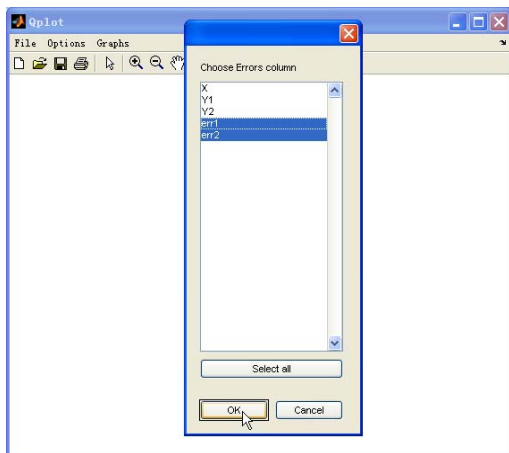 Qplot
File Options Graphs
Choose Errors column
X
Y1
Y2
err1
err2
Select all
OK
Cancel